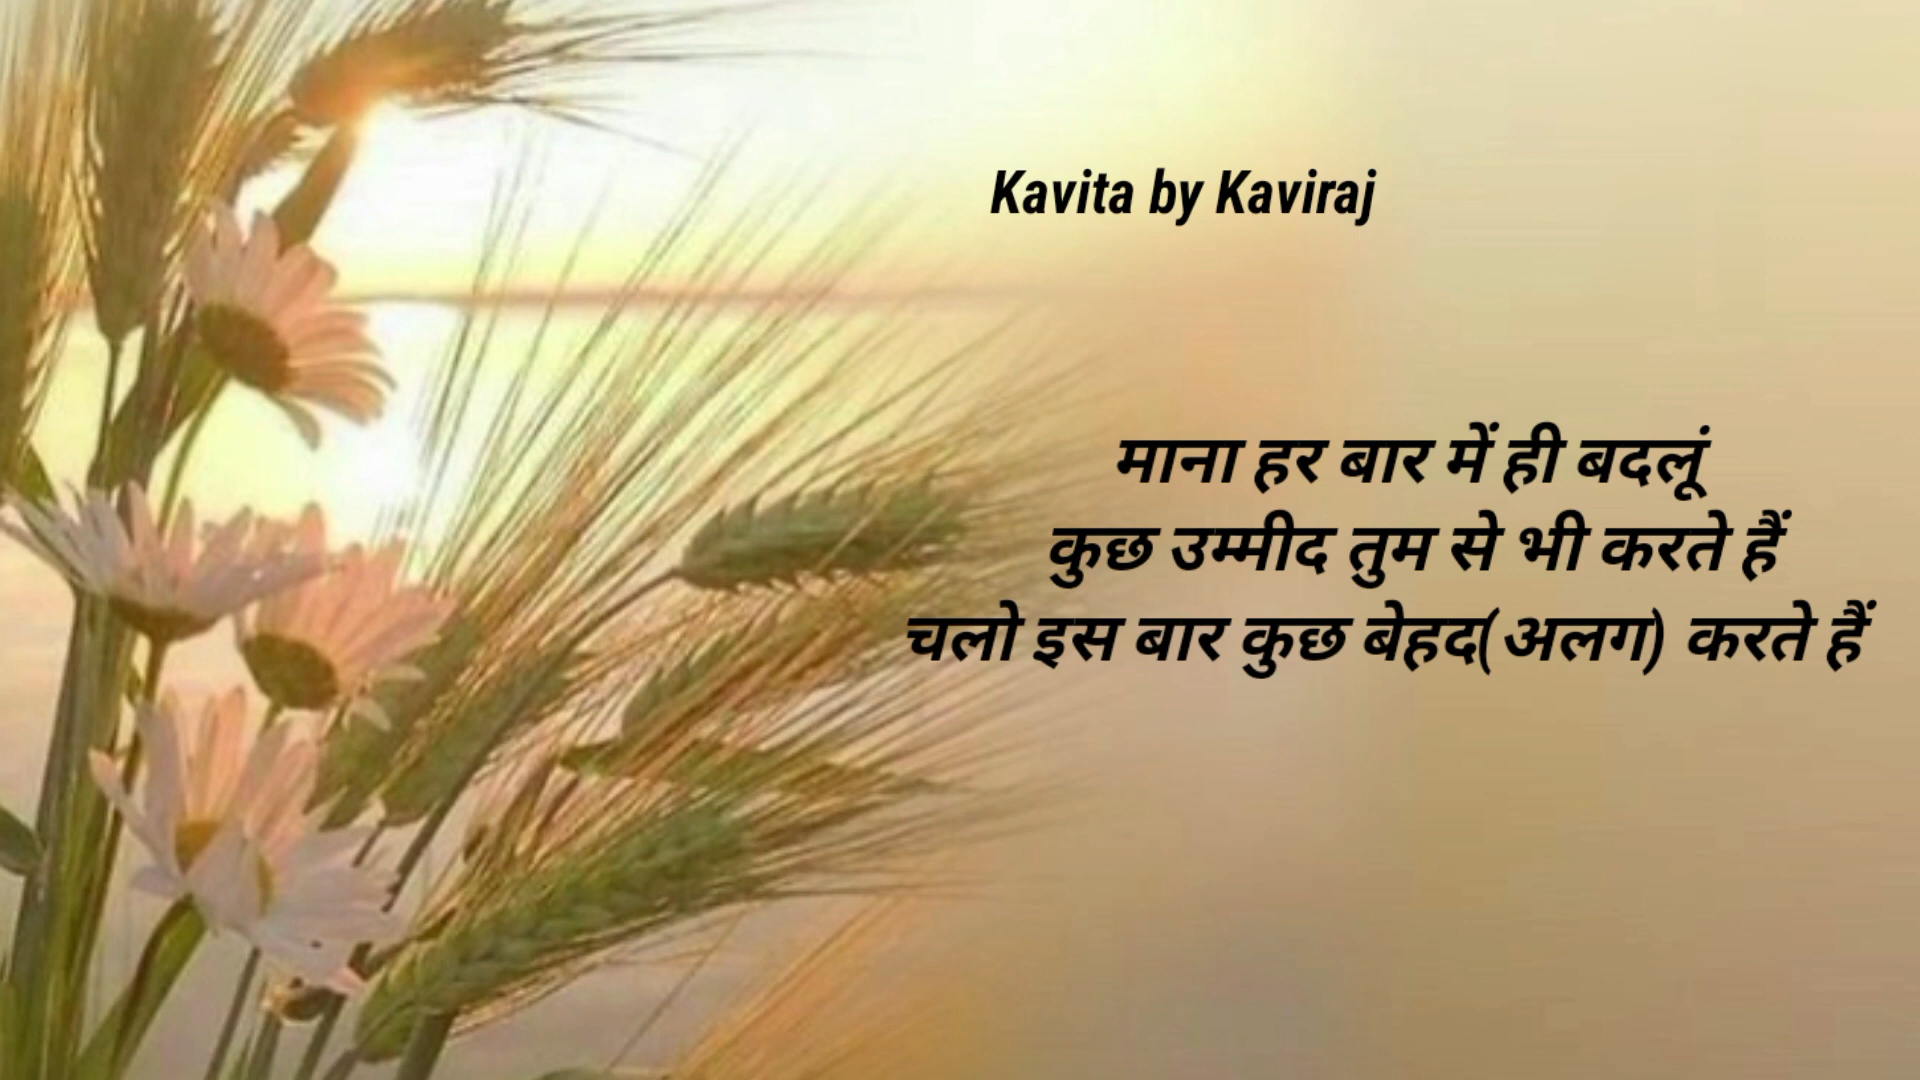 Kavita by Kaviraj
माना हर बार में ही बदलूं
कुछ उम्मीद तुम से भी करते हैं
चलो इस बार कुछ बेहद(अलग) करते हैं